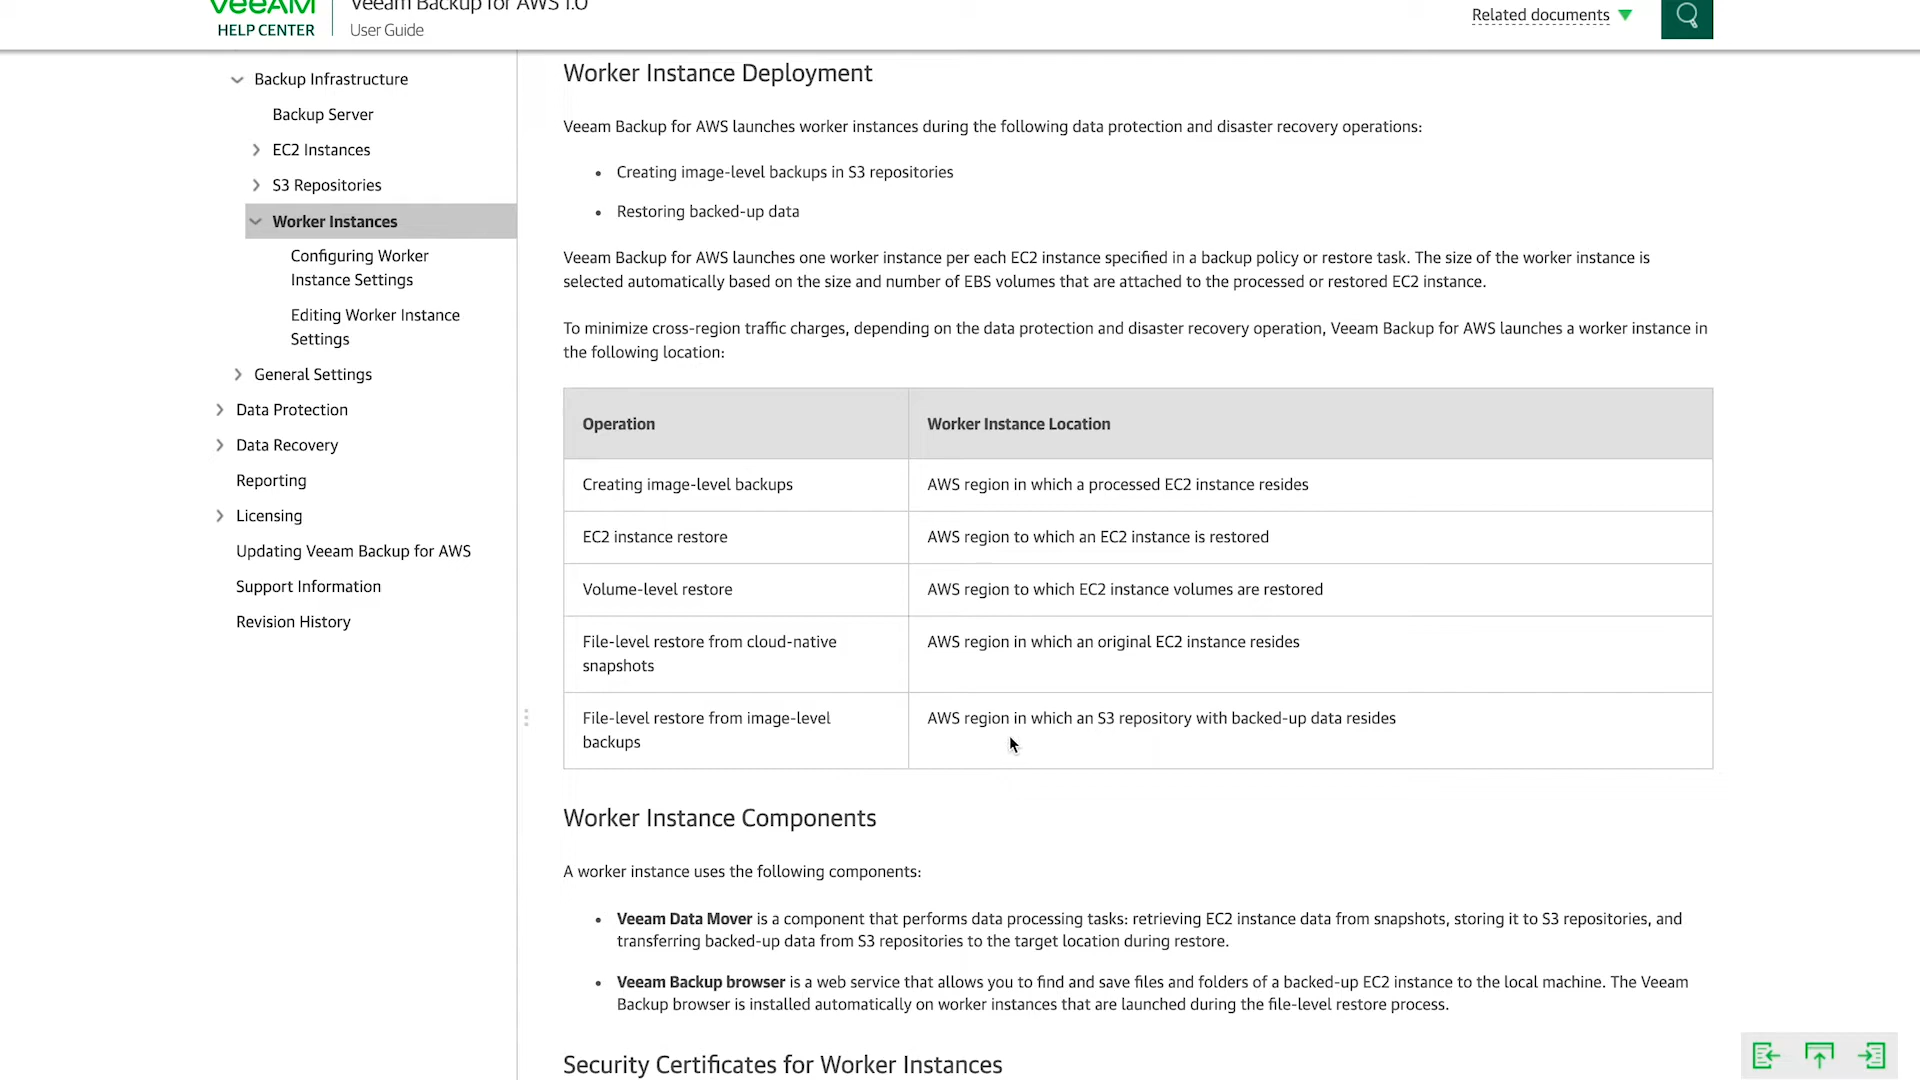 veeAM
HELP CENTER
Veeam Backup for AWS 1.0
User Guide
Related documents
Backup Infrastructure
Backup Server
EC2 Instances
S3 Repositories
Worker Instances
Configuring Worker
Instance Settings
Editing Worker Instance
Settings
General Settings
Data Protection
Data Recovery
Reporting
Licensing
Updating Veeam Backup for AWS
Support Information
Revision History
Worker Instance Deployment
Veeam Backup for AWS launches worker instances during the following data protection and disaster recovery operations:
• Creating image-level backups in S3 repositories
• Restoring backed-up data
Veeam Backup for AWS launches one worker instance per each EC2 instance specified in a backup policy or restore task. The size of the worker instance is
selected automatically based on the size and number of EBS volumes that are attached to the processed or restored EC2 instance.
To minimize cross-region traffic charges, depending on the data protection and disaster recovery operation, Veeam Backup for AWS launches a worker instance in
the following location:
Operation
Worker Instance Location
Creating image-level backups
AWS region in which a processed EC2 instance resides
EC2 instance restore
AWS region to which an EC2 instance is restored
Volume-level restore
AWS region to which EC2 instance volumes are restored
File-level restore from cloud-native
snapshots
AWS region in which an original EC2 instance resides
File-level restore from image-level
backups
AWS region in which an S3 repository with backed-up data resides
Worker Instance Components
A worker instance uses the following components:
• Veeam Data Mover is a component that performs data processing tasks: retrieving EC2 instance data from snapshots, storing it to S3 repositories, and
transferring backed-up data from S3 repositories to the target location during restore.
• Veeam Backup browser is a web service that allows you to find and save files and folders of a backed-up EC2 instance to the local machine. The Veeam
Backup browser is installed automatically on worker instances that are launched during the file-level restore process.
Security Certificates for Worker Instances